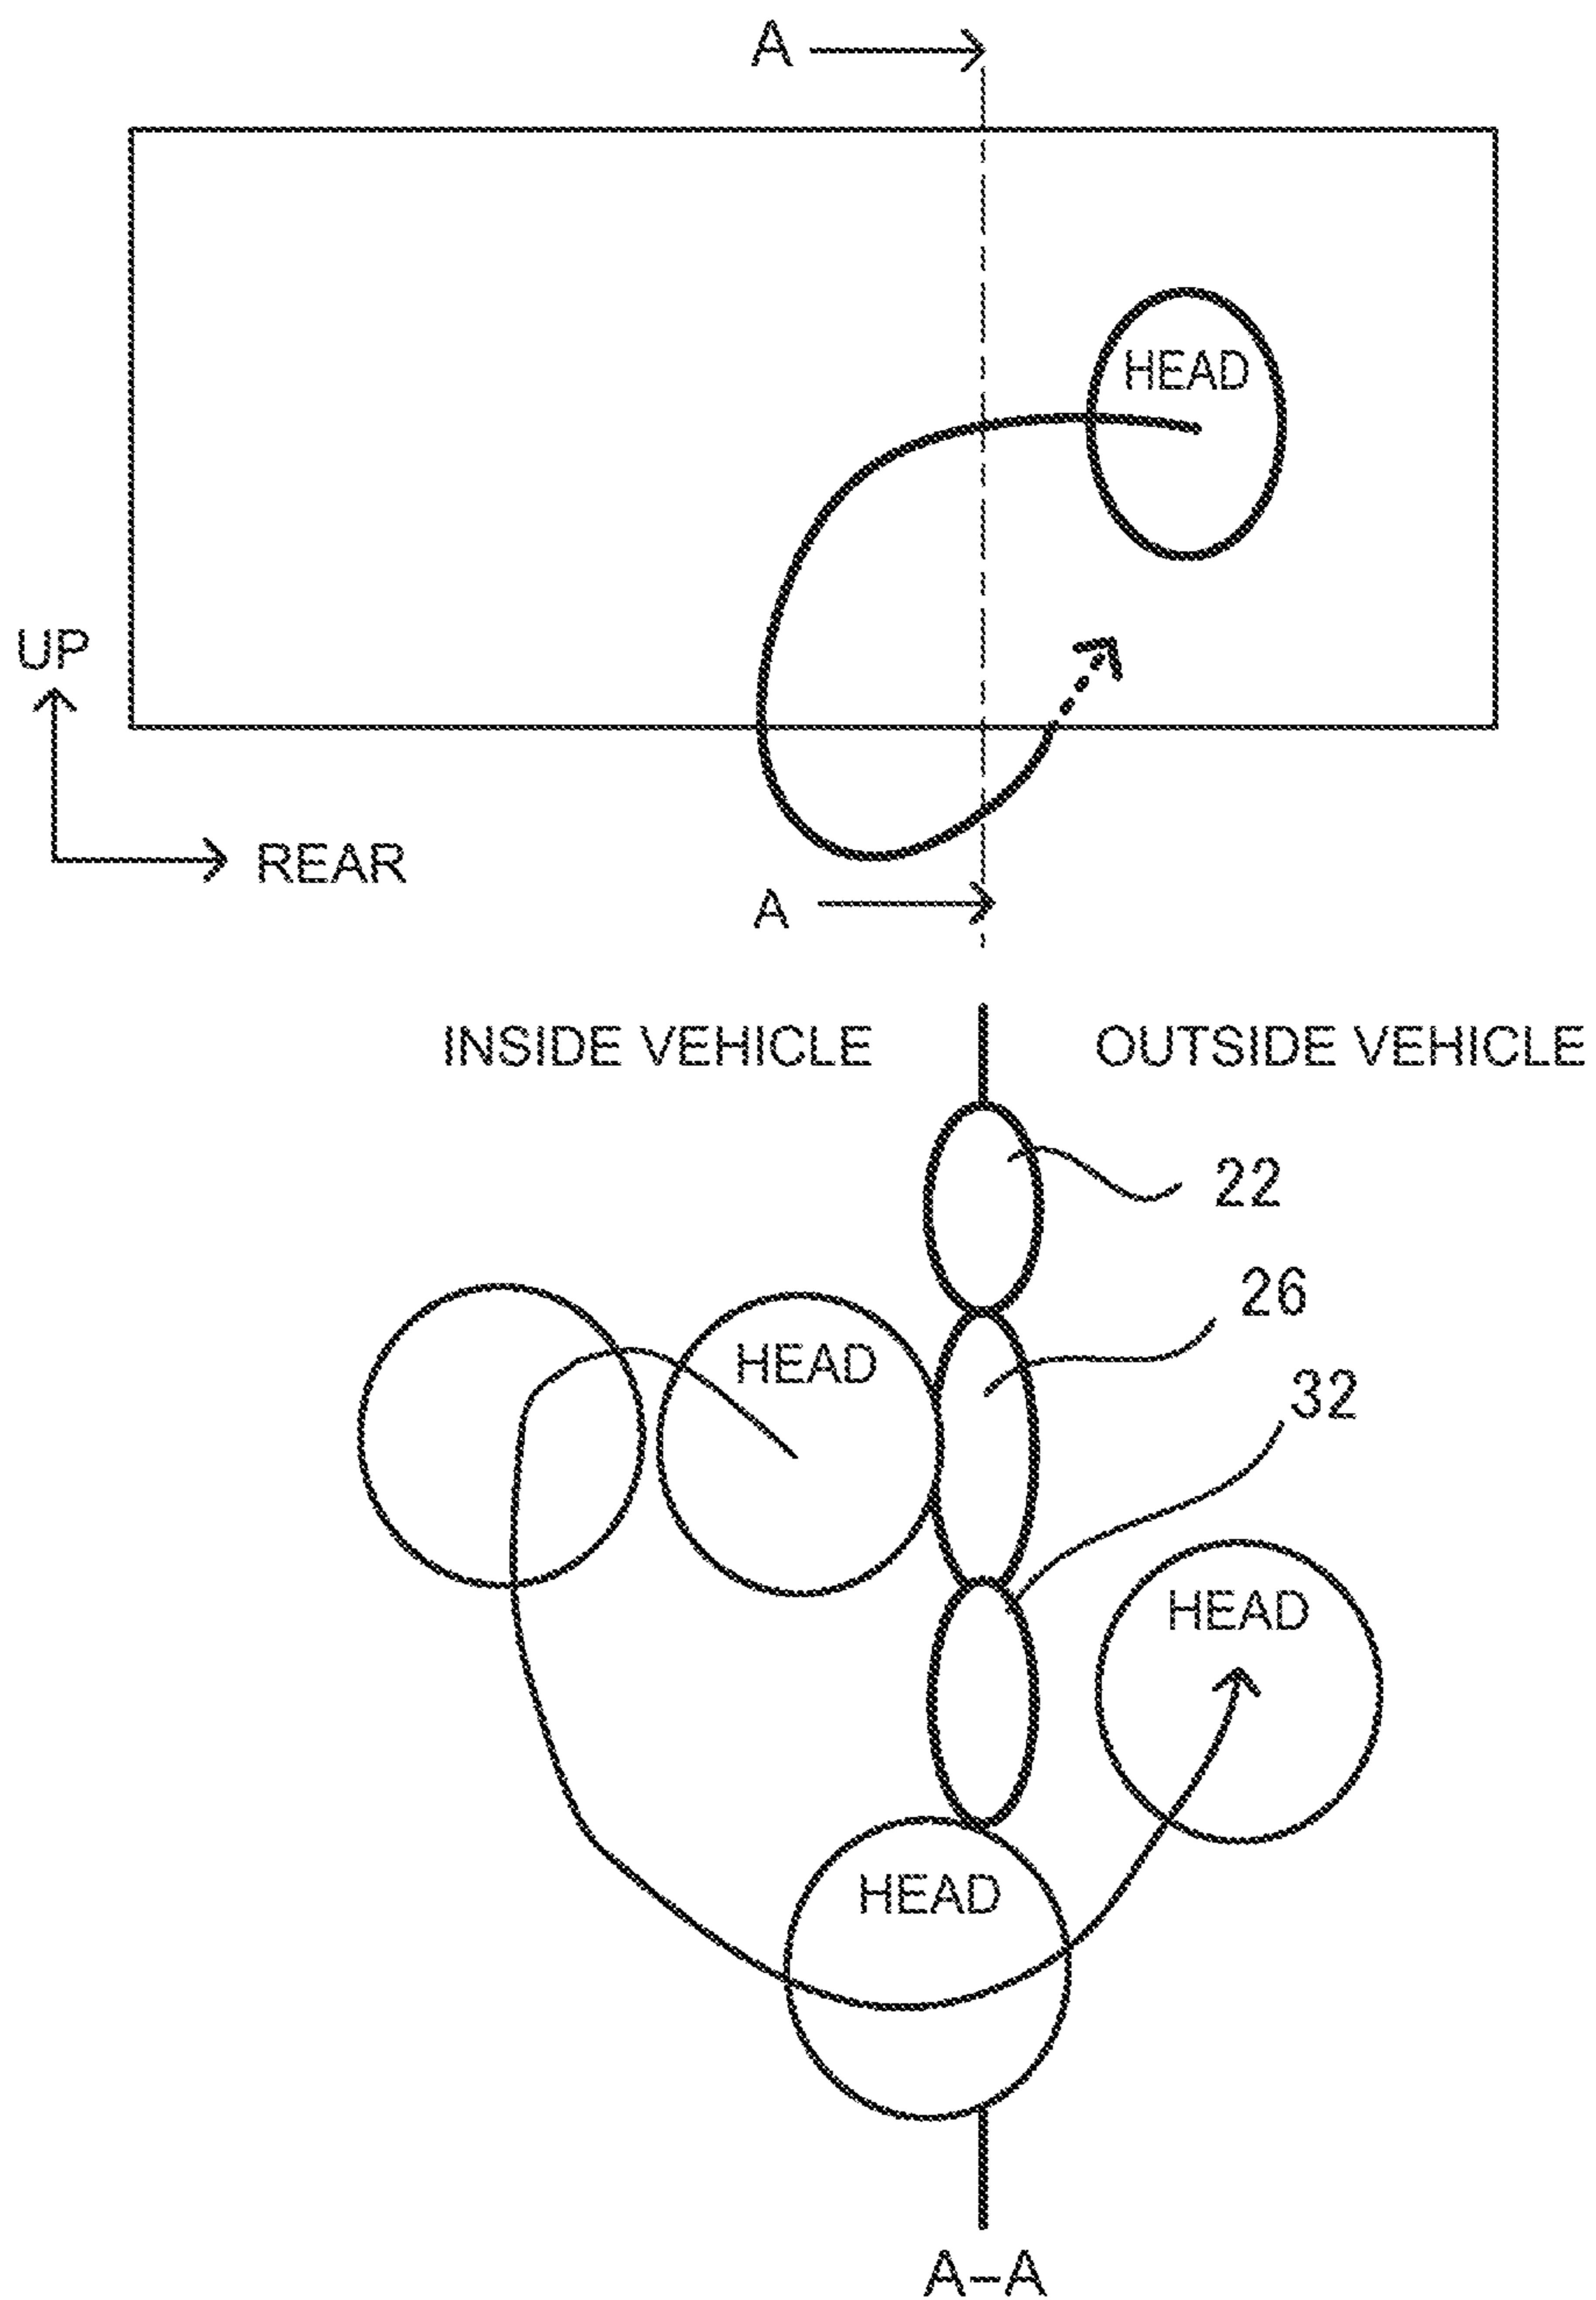 A
HEAD
UP
REAR
A
INSIDE VEHICLE
OUTSIDE VEHICLE
22
26
HEAD
32
HEAD
HEAD
A-A